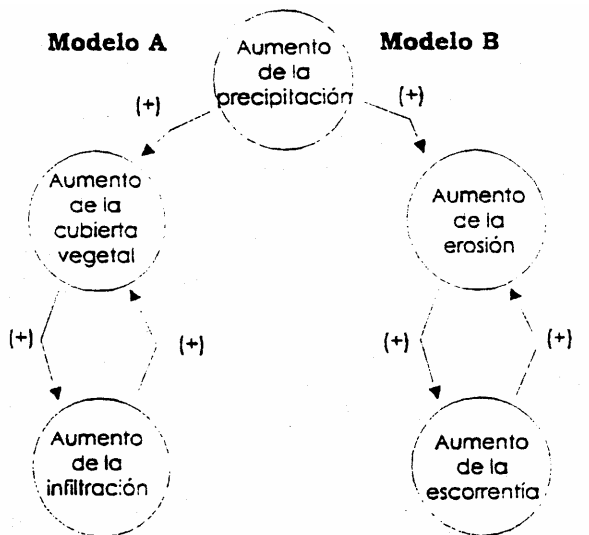 Modelo A
Modelo B
Aumento
de la
precipitación
(+)
(+)
Aumento
de la
cubierta
vegetal
Aumento
de la
erosión
(+)
(+)
(+)
(+)
Aumento
de la
infiltración
Aumento
de la
escorrentía